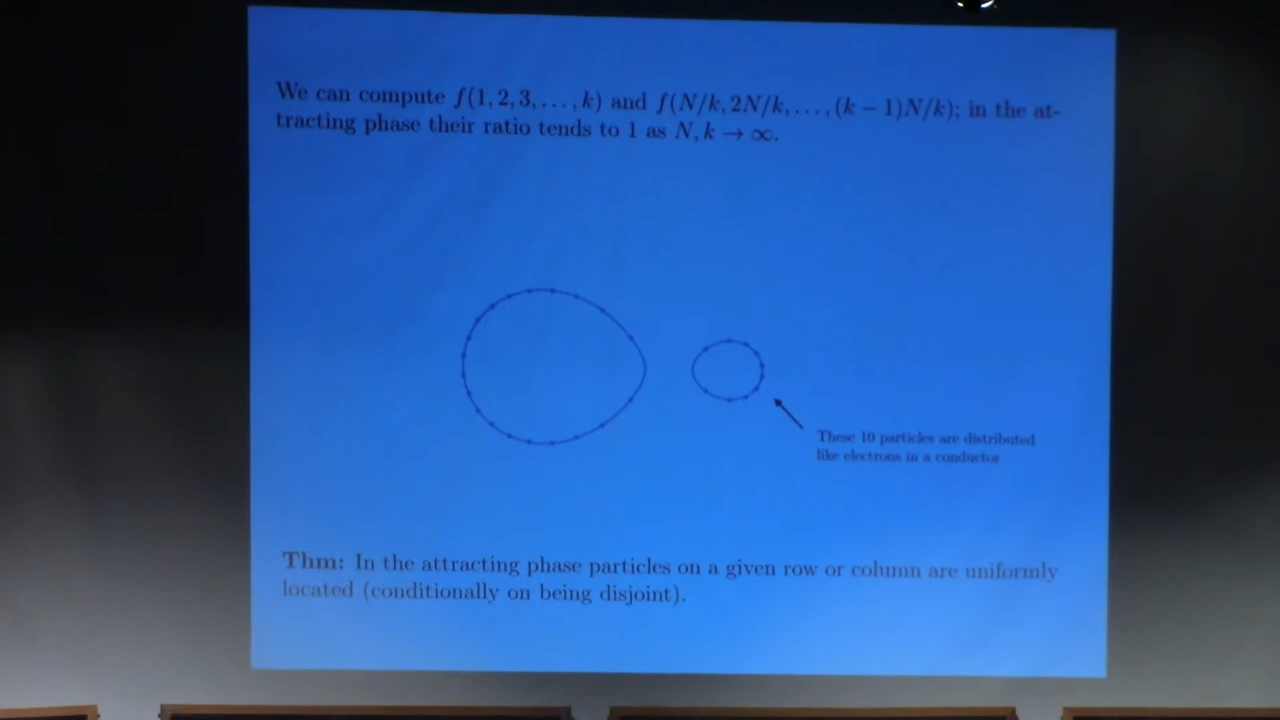 We can compute f(1, 2, 3, . . . , k) and f(N/k, 2N/k, . . . , (k − 1)N/k); in the at-
tracting phase their ratio tends to 1 as N, k → ∞.
These 10 particles are distributed
like electrons in a conductor
Thm: In the attracting phase particles on a given row or column are uniformly
located (conditionally on being disjoint).